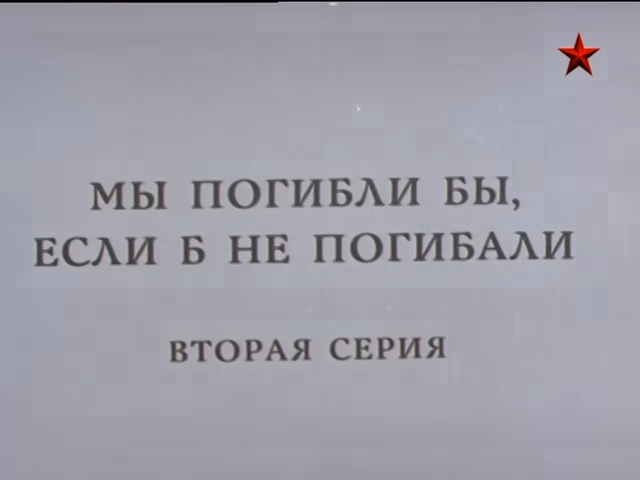 МЫ ПОГИБЛИ БЫ,
ЕСЛИ Б НЕ ПОГИБАЛИ
ВТОРАЯ СЕРИЯ